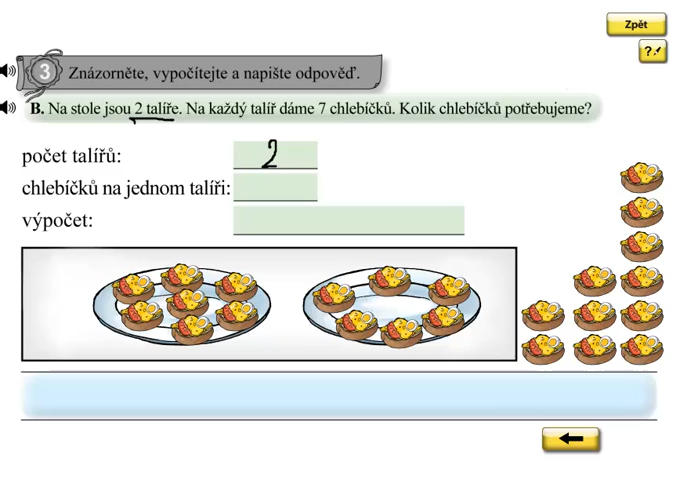 Zpět
?
3 Znázorněte, vypočítejte a napište odpověď.
B. Na stole jsou 2 talíře. Na každý talíř dáme 7 chlebíčků. Kolik chlebíčků potřebujeme?
počet talířů: 2
chlebíčků na jednom talíři:
výpočet: